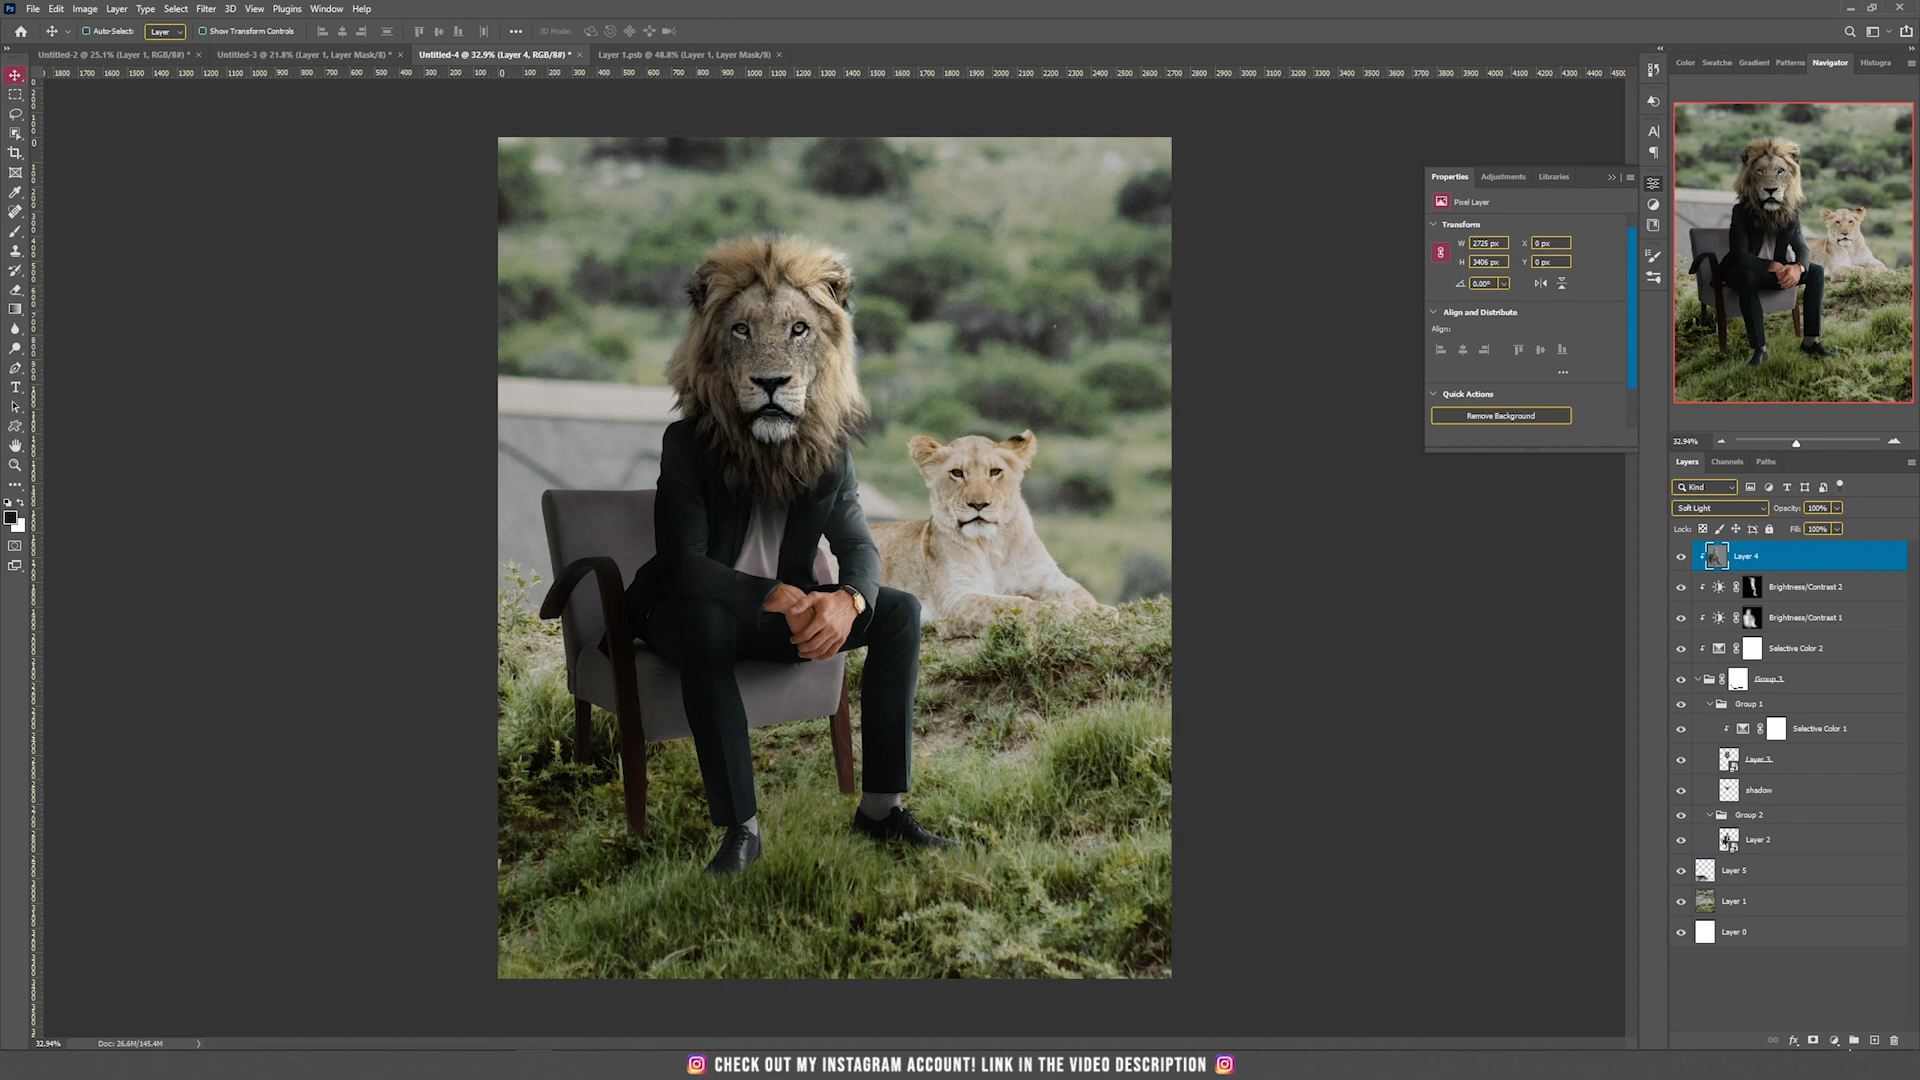 File Edit Image Layer Type Select Filter 3D View Plugins Window Help
Auto-Select: Layer Show Transform Controls 3D Mode:
Untitled-2 @ 25.1% (Layer 1, RGB/8#) * Untitled-3 @ 21.8% (Layer 1, Layer Mask/8) * Untitled-4 @ 32.9% (Layer 4, RGB/8#) * Layer 1.psb @ 48.8% (Layer 1, Layer Mask/8)
Color Swatche Gradient Patterns Navigator Histogra
Properties Adjustments Libraries
Pixel Layer
Transform
W 2725 px X 0 px
H 3406 px Y 0 px
0.00°
Align and Distribute
Align:
Quick Actions
Remove Background
32.94%
Layers Channels Paths
Kind
Soft Light Opacity: 100%
Lock: Fill: 100%
Layer 4
Brightness/Contrast 2
Brightness/Contrast 1
Selective Color 2
Group 3
Group 1
Selective Color 1
Layer 3
shadow
Group 2
Layer 2
Layer 5
Layer 1
Layer 0
32.94% Doc: 26.6M/145.4M
CHECK OUT MY INSTAGRAM ACCOUNT! LINK IN THE VIDEO DESCRIPTION